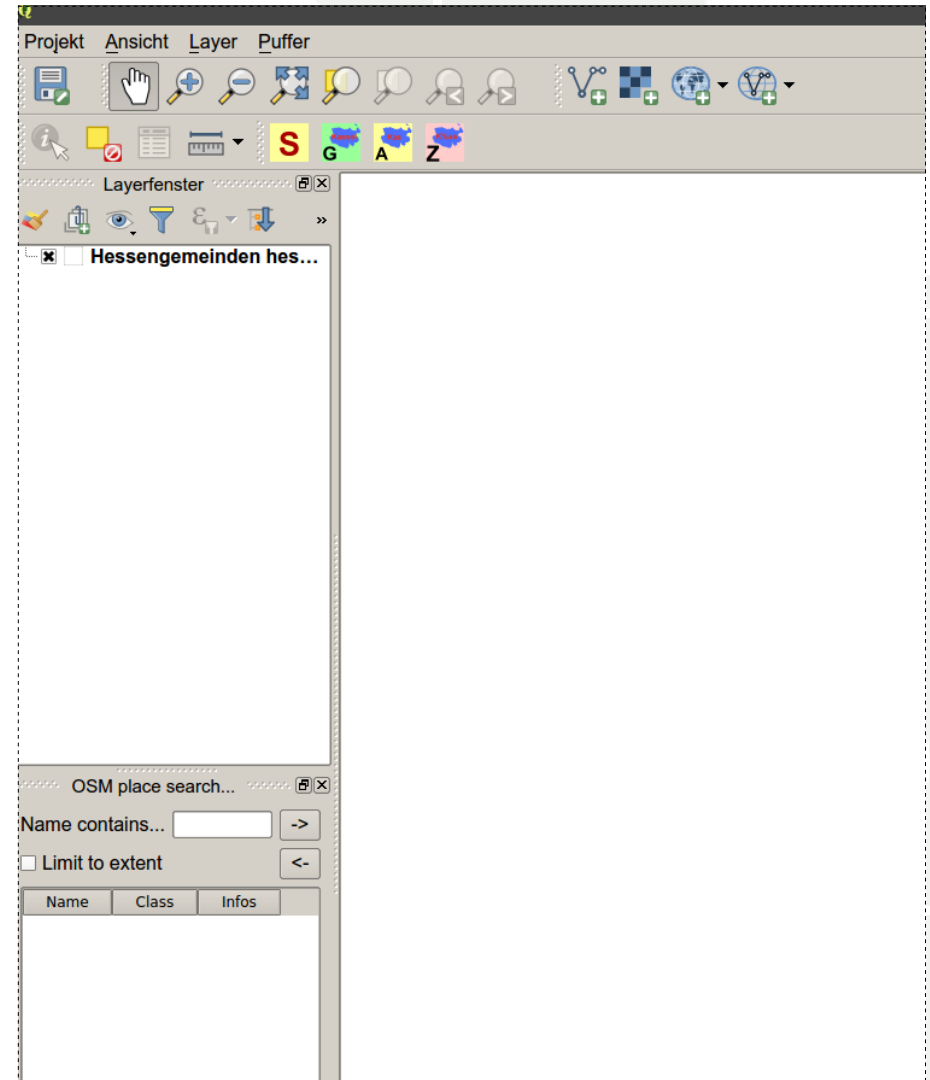 Projekt Ansicht Layer Puffer
S G A Z
Layerfenster
»
Hessengemeinden hes...
OSM place search...
Name contains... ->
Limit to extent <-
Name Class Infos